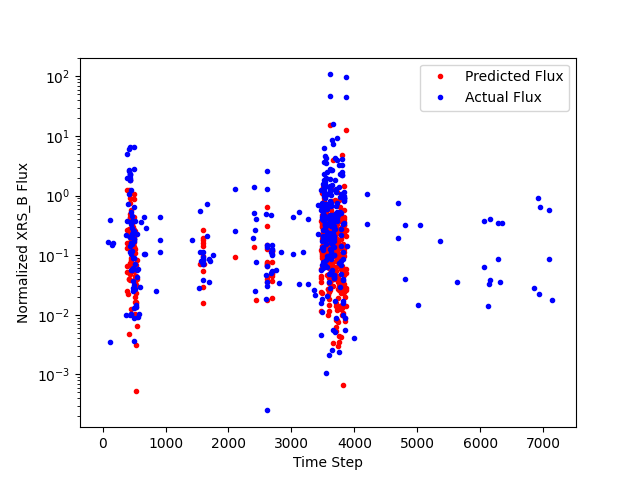 Predicted Flux
Actual Flux
Normalized XRS_B Flux
10²
10¹
10⁰
10⁻¹
10⁻²
10⁻³
0 1000 2000 3000 4000 5000 6000 7000
Time Step